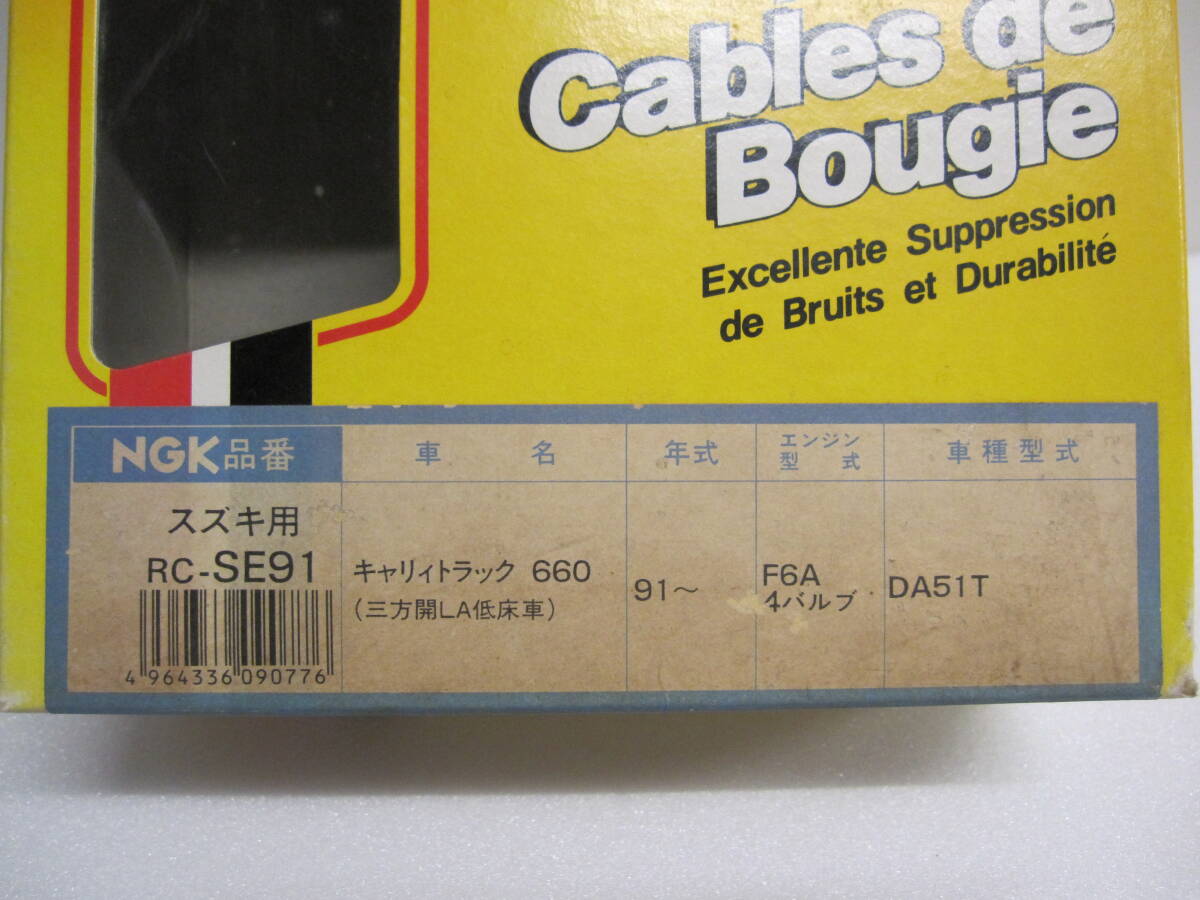 Cables de
Bougie
Excellente Suppression
de Bruits et Durabilité
NGK品番
車名
年式
エンジン
型式
車種型式
スズキ用
RC-SE91
キャリィトラック 660
(三方開LA低床車)
91～
F6A
4バルブ
DA51T
4 964336 090776